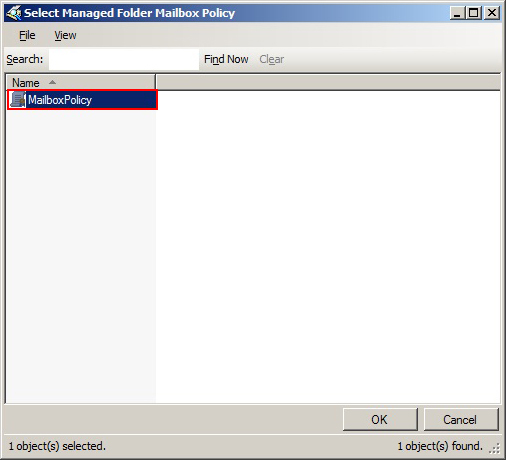 Select Managed Folder Mailbox Policy
File View
Search: Find Now Clear
Name
MailboxPolicy
OK Cancel
1 object(s) selected. 1 object(s) found.